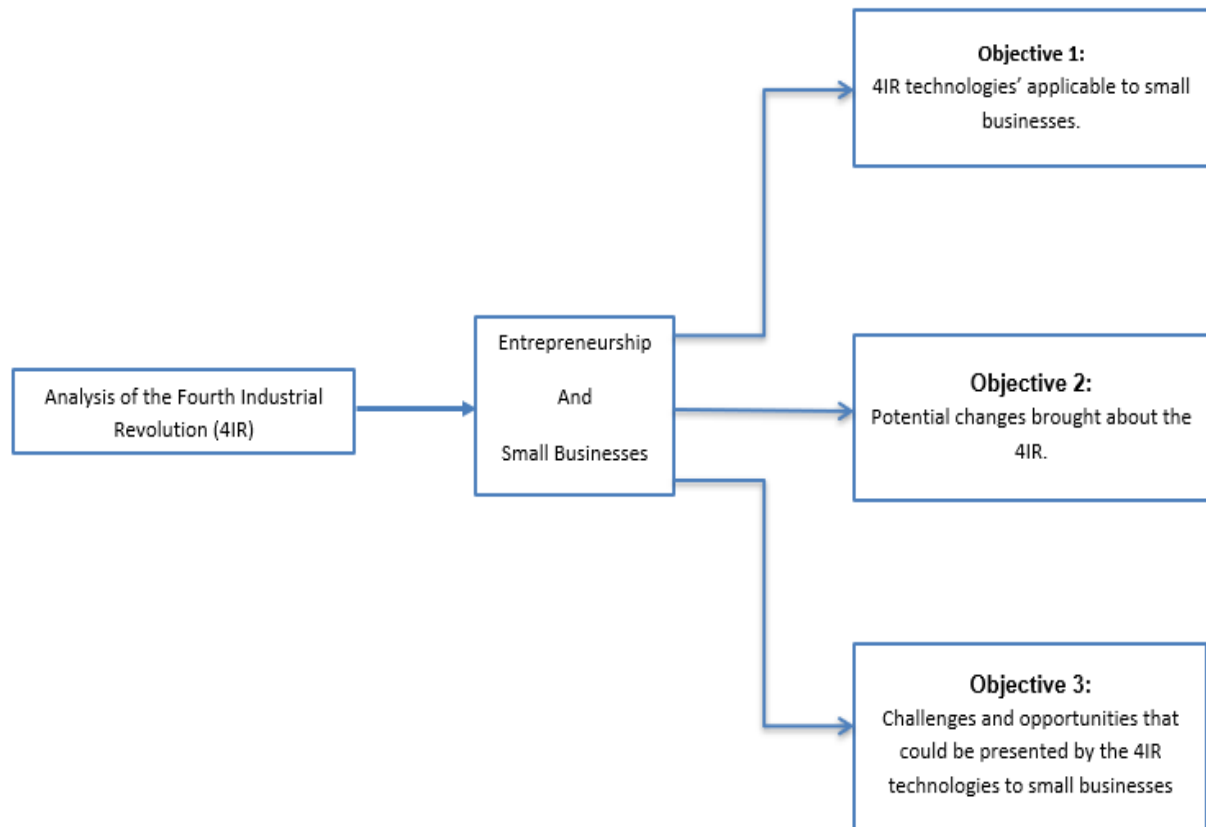 Analysis of the Fourth Industrial
Revolution (4IR)
Entrepreneurship
And
Small Businesses
Objective 1:
4IR technologies’ applicable to small
businesses.
Objective 2:
Potential changes brought about the
4IR.
Objective 3:
Challenges and opportunities that
could be presented by the 4IR
technologies to small businesses